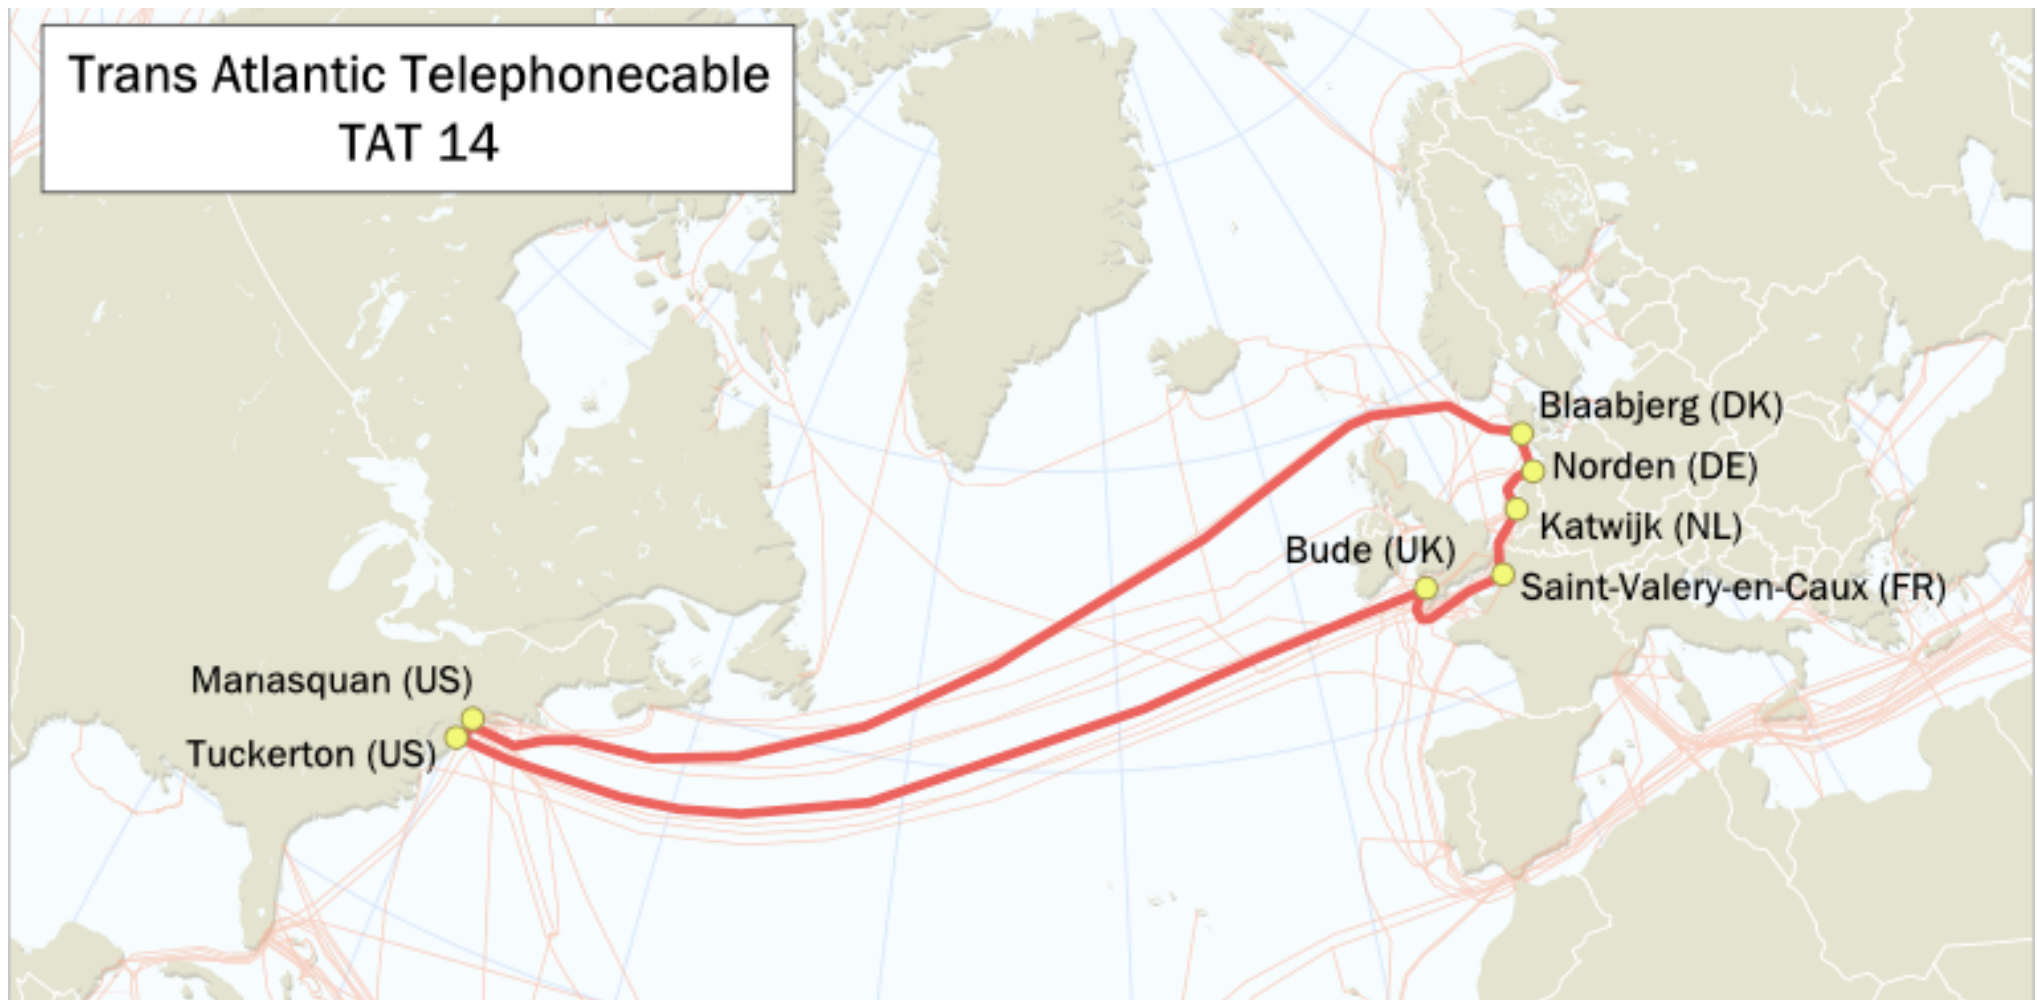 Trans Atlantic Telephonecable
TAT 14
Blaabjerg (DK)
Norden (DE)
Katwijk (NL)
Bude (UK)
Saint-Valery-en-Caux (FR)
Manasquan (US)
Tuckerton (US)